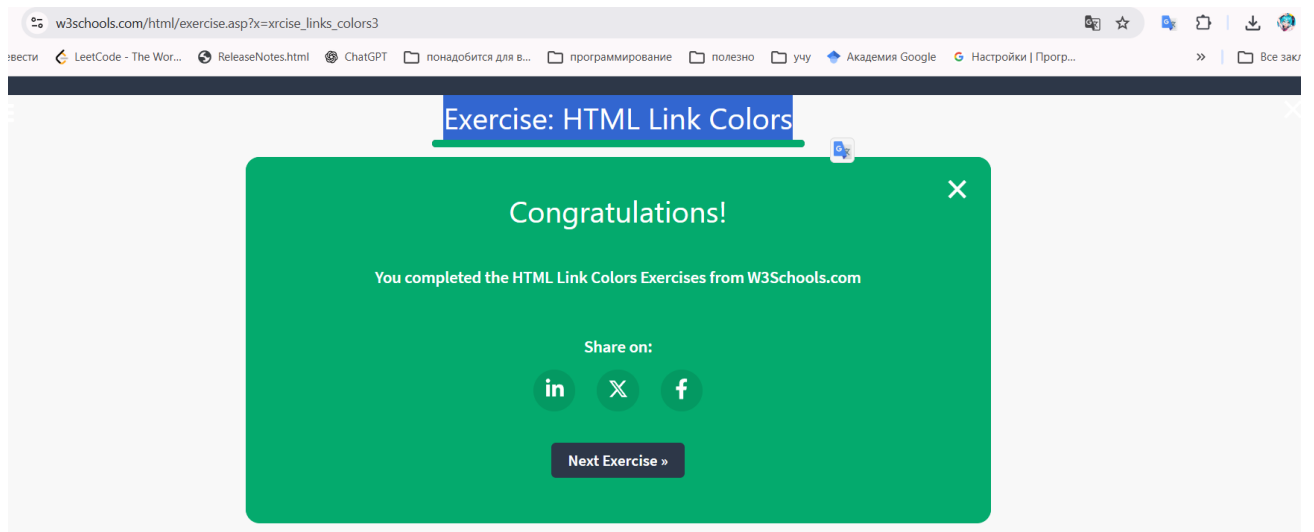 w3schools.com/html/exercise.asp?x=xrcise_links_colors3
евести LeetCode - The Wor... ReleaseNotes.html ChatGPT понадобится для в... программирование полезно учу Академия Google Настройки | Прогр... » Все закл
Exercise: HTML Link Colors
Congratulations!
You completed the HTML Link Colors Exercises from W3Schools.com
Share on:
in X f
Next Exercise »